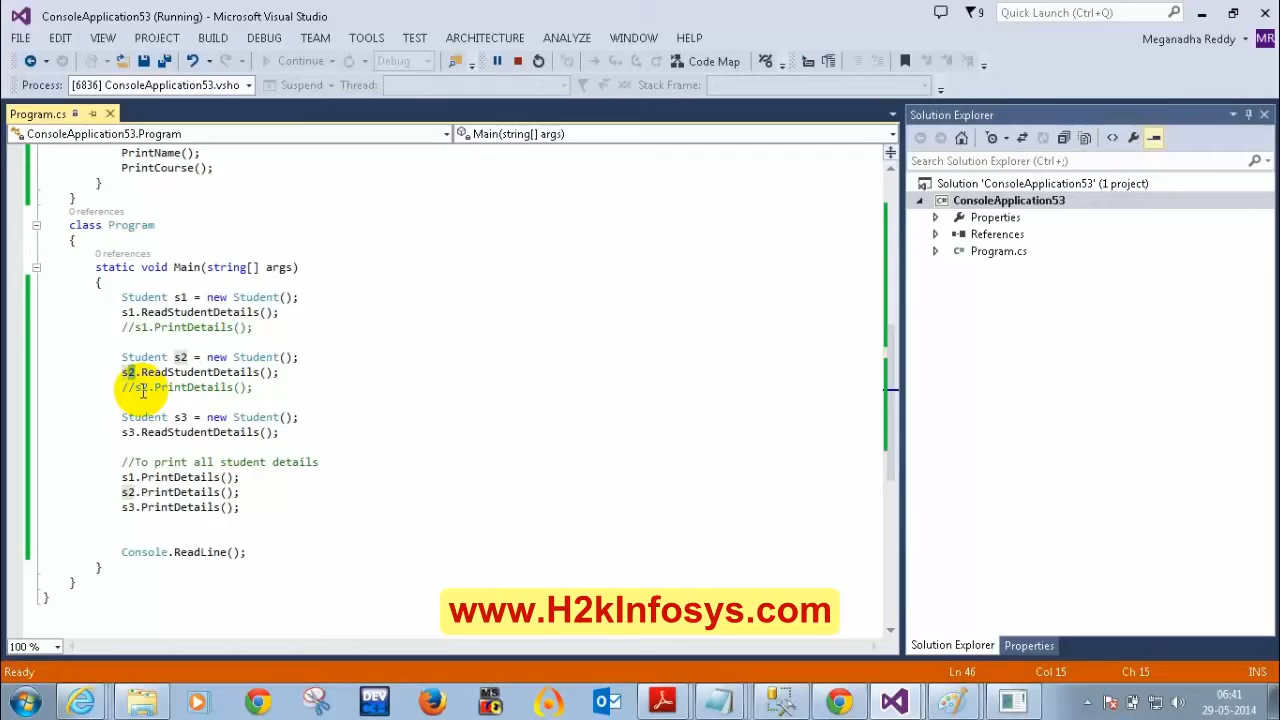 ConsoleApplication53 (Running) - Microsoft Visual Studio
9
Quick Launch (Ctrl+Q)
FILE EDIT VIEW PROJECT BUILD DEBUG TEAM TOOLS TEST ARCHITECTURE ANALYZE WINDOW HELP
Meganadha Reddy MR
Continue Debug Code Map
Process: [6836] ConsoleApplication53.vsho Suspend Thread: Stack Frame:
Program.cs
Solution Explorer
ConsoleApplication53.Program Main(string[] args)
Search Solution Explorer (Ctrl+;)
Solution 'ConsoleApplication53' (1 project)
ConsoleApplication53
Properties
References
Program.cs
PrintName();
PrintCourse();
}
}
0 references
class Program
{
0 references
static void Main(string[] args)
{
Student s1 = new Student();
s1.ReadStudentDetails();
//s1.PrintDetails();
Student s2 = new Student();
s2.ReadStudentDetails();
//s2.PrintDetails();
Student s3 = new Student();
s3.ReadStudentDetails();
//To print all student details
s1.PrintDetails();
s2.PrintDetails();
s3.PrintDetails();
Console.ReadLine();
}
}
}
www.H2kInfosys.com
100 %
Solution Explorer Properties
Ready Ln 46 Col 15 Ch 15 INS
DEV
MS
06:41
29-05-2014